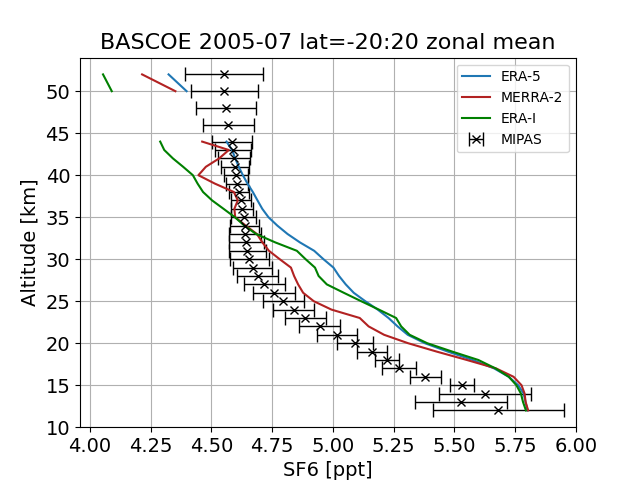 BASCOE 2005-07 lat=-20:20 zonal mean
ERA-5
MERRA-2
ERA-I
MIPAS
Altitude [km]
50
45
40
35
30
25
20
15
10
4.00 4.25 4.50 4.75 5.00 5.25 5.50 5.75 6.00
SF6 [ppt]